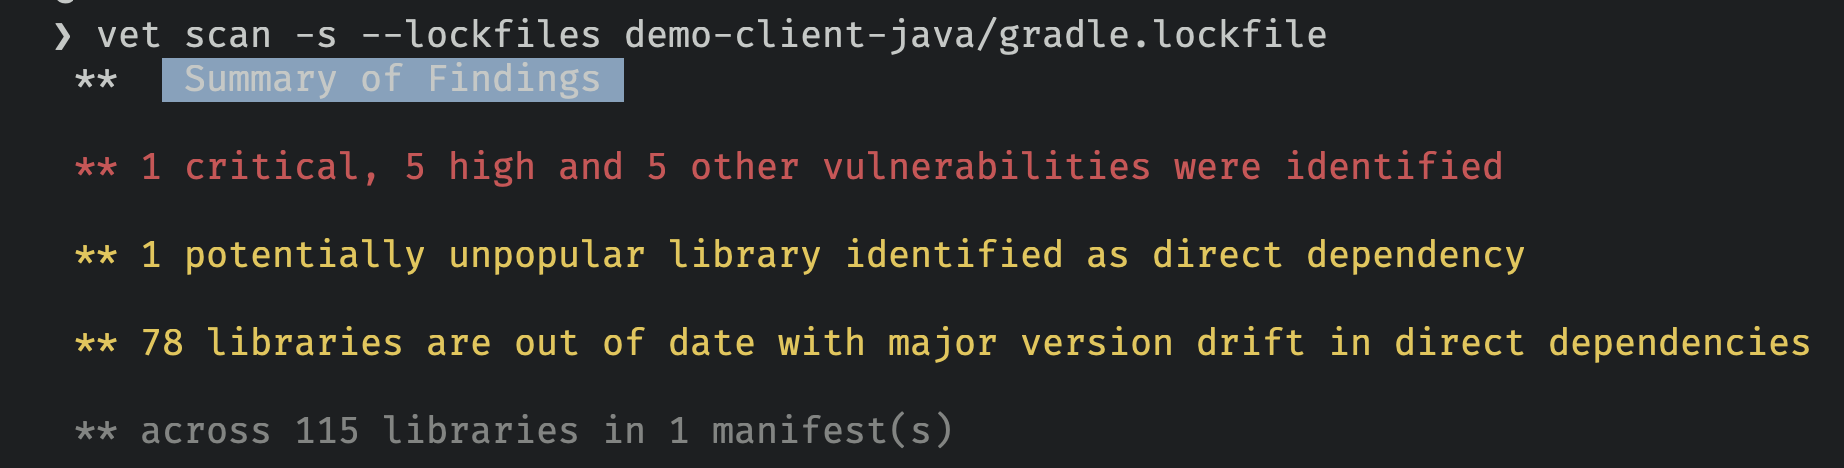 ❯ vet scan -s --lockfiles demo-client-java/gradle.lockfile
** Summary of Findings
** 1 critical, 5 high and 5 other vulnerabilities were identified
** 1 potentially unpopular library identified as direct dependency
** 78 libraries are out of date with major version drift in direct dependencies
** across 115 libraries in 1 manifest(s)